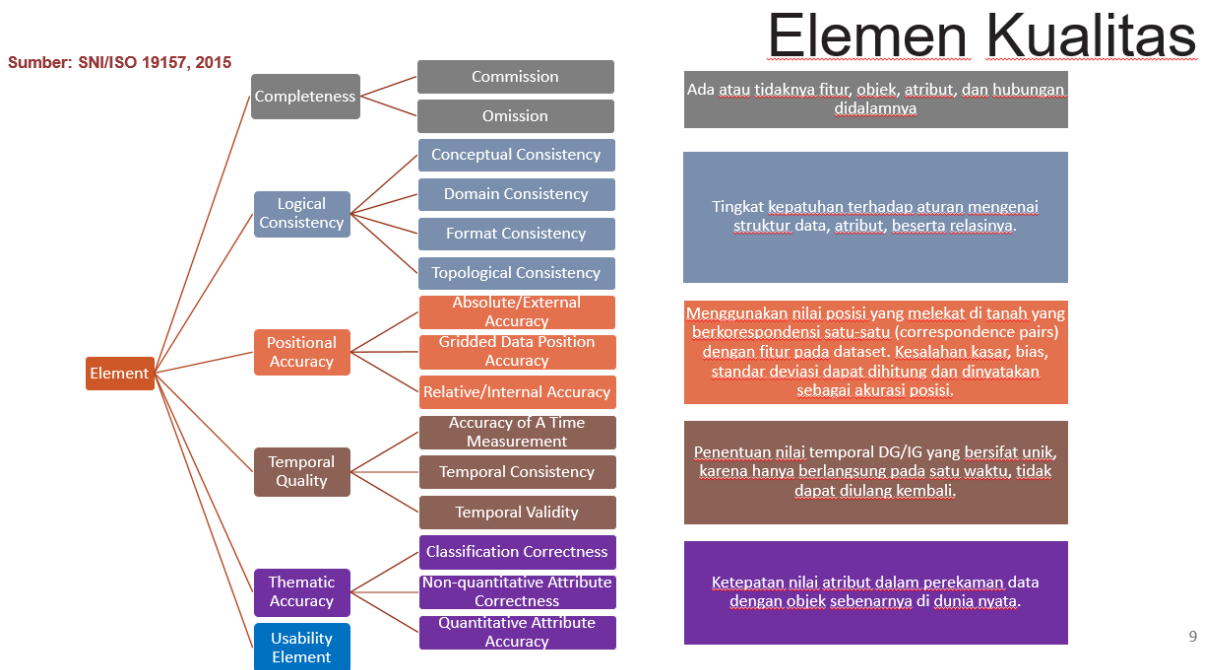 Elemen Kualitas
Sumber: SNI/ISO 19157, 2015
Element
Completeness
Commission
Omission
Ada atau tidaknya fitur, objek, atribut, dan hubungan
didalamnya
Logical
Consistency
Conceptual Consistency
Domain Consistency
Format Consistency
Topological Consistency
Tingkat kepatuhan terhadap aturan mengenai
struktur data, atribut, beserta relasinya.
Positional
Accuracy
Absolute/External
Accuracy
Gridded Data Position
Accuracy
Relative/Internal Accuracy
Menggunakan nilai posisi yang melekat di tanah yang
berkorespondensi satu-satu (correspondence pairs)
dengan fitur pada dataset. Kesalahan kasar, bias,
standar deviasi dapat dihitung dan dinyatakan
sebagai akurasi posisi.
Temporal
Quality
Accuracy of A Time
Measurement
Temporal Consistency
Temporal Validity
Penentuan nilai temporal DG/IG yang bersifat unik,
karena hanya berlangsung pada satu waktu, tidak
dapat diulang kembali.
Thematic
Accuracy
Classification Correctness
Non-quantitative Attribute
Correctness
Quantitative Attribute
Accuracy
Ketepatan nilai atribut dalam perekaman data
dengan objek sebenarnya di dunia nyata.
Usability
Element
9